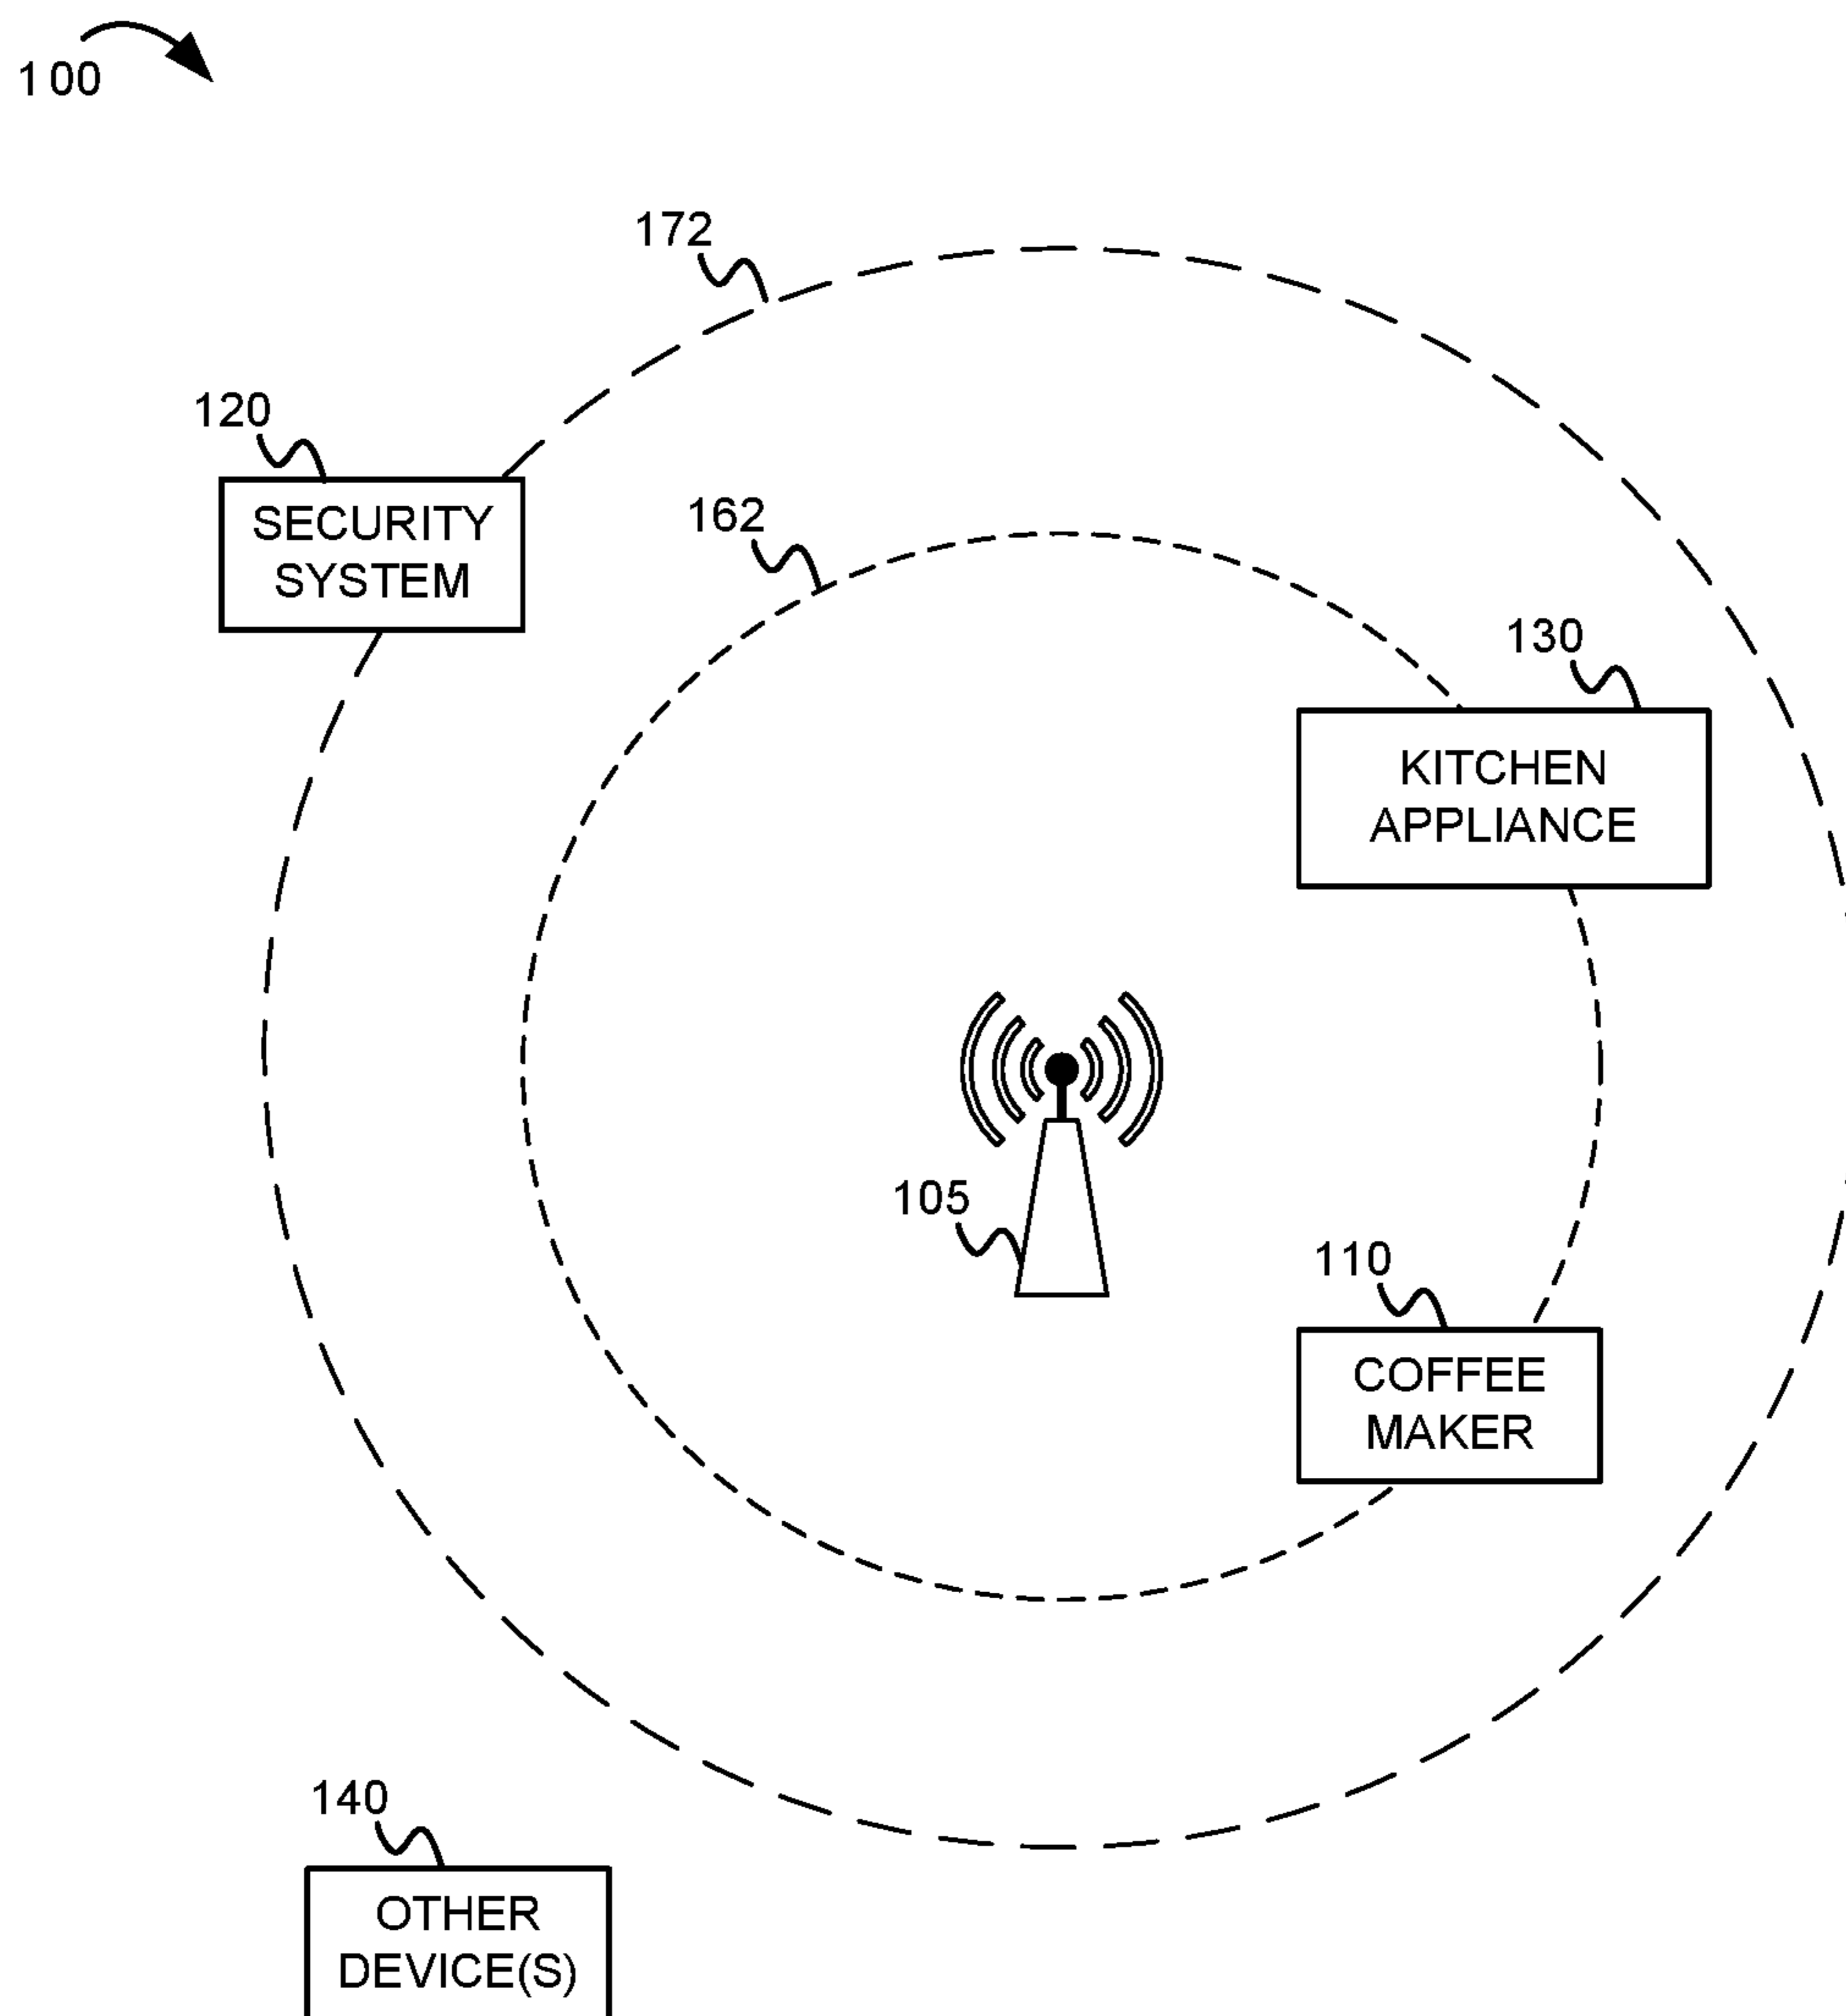 100
172
120
SECURITY
SYSTEM
162
130
KITCHEN
APPLIANCE
105
110
COFFEE
MAKER
140
OTHER
DEVICE(S)